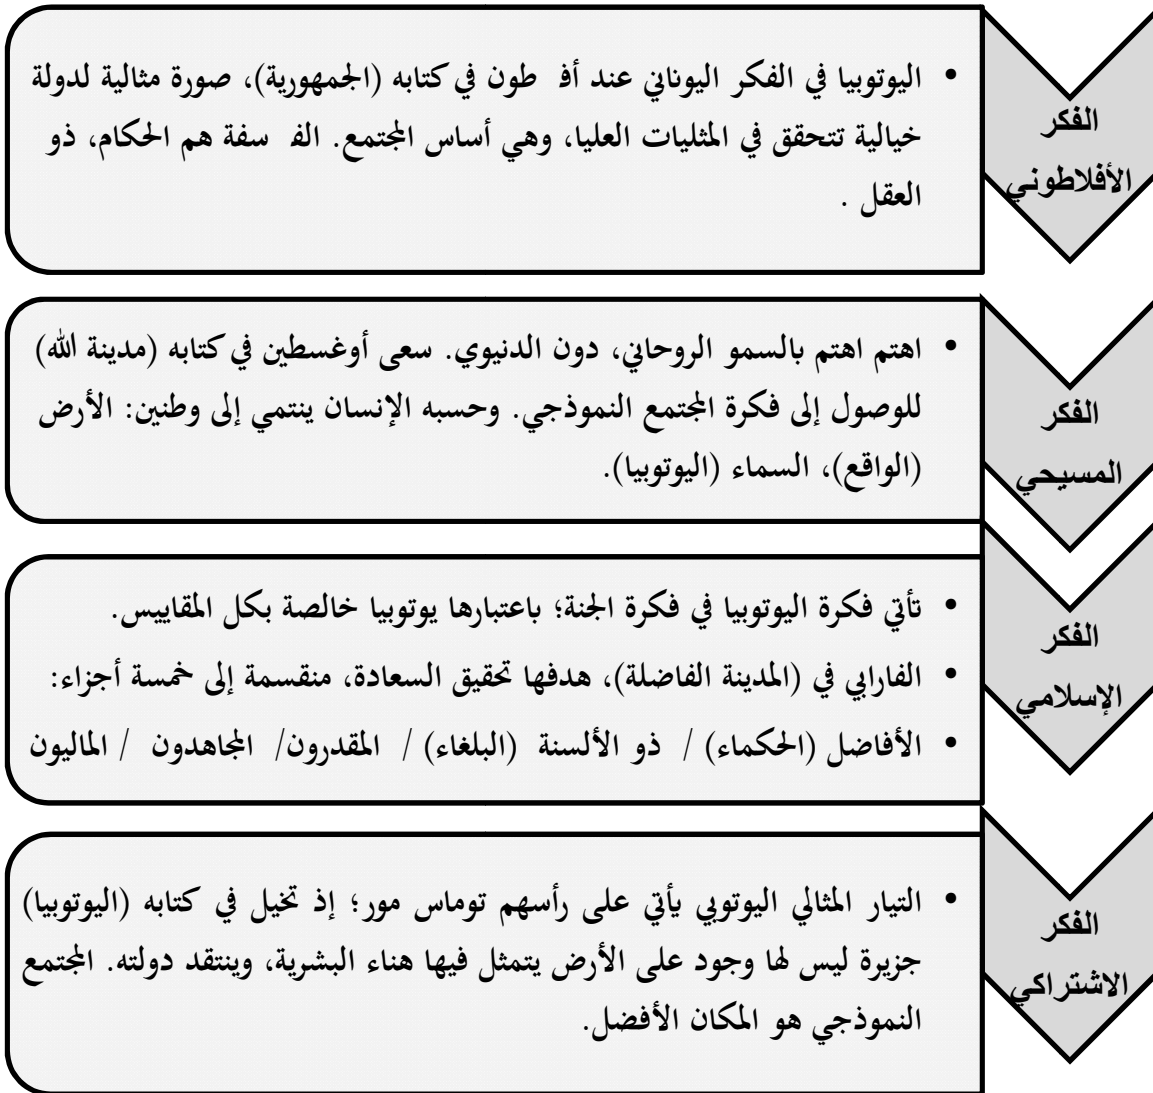 الفكر
الأفلاطوني
• اليوتوبيا في الفكر اليوناني عند أف طون في كتابه (الجمهورية)، صورة مثالية لدولة
خيالية تتحقق في المثليات العليا، وهي أساس المجتمع. الف سفة هم الحكام، ذو
العقل .
الفكر
المسيحي
• اهتم اهتم بالسمو الروحاني، دون الدنيوي. سعى أوغسطين في كتابه (مدينة الله)
للوصول إلى فكرة المجتمع النموذجي. وحسبه الإنسان ينتمي إلى وطنين: الأرض
(الواقع)، السماء (اليوتوبيا).
الفكر
الإسلامي
• تأتي فكرة اليوتوبيا في فكرة الجنة؛ باعتبارها يوتوبيا خالصة بكل المقاييس.
• الفارابي في (المدينة الفاضلة)، هدفها تحقيق السعادة، منقسمة إلى خمسة أجزاء:
• الأفاضل (الحكماء) / ذو الألسنة (البلغاء) / المقدرون/ المجاهدون / الماليون
الفكر
الاشتراكي
• التيار المثالي اليوتوبي يأتي على رأسهم توماس مور؛ إذ تخيل في كتابه (اليوتوبيا)
جزيرة ليس لها وجود على الأرض يتمثل فيها هناء البشرية، وينتقد دولته. المجتمع
النموذجي هو المكان الأفضل.